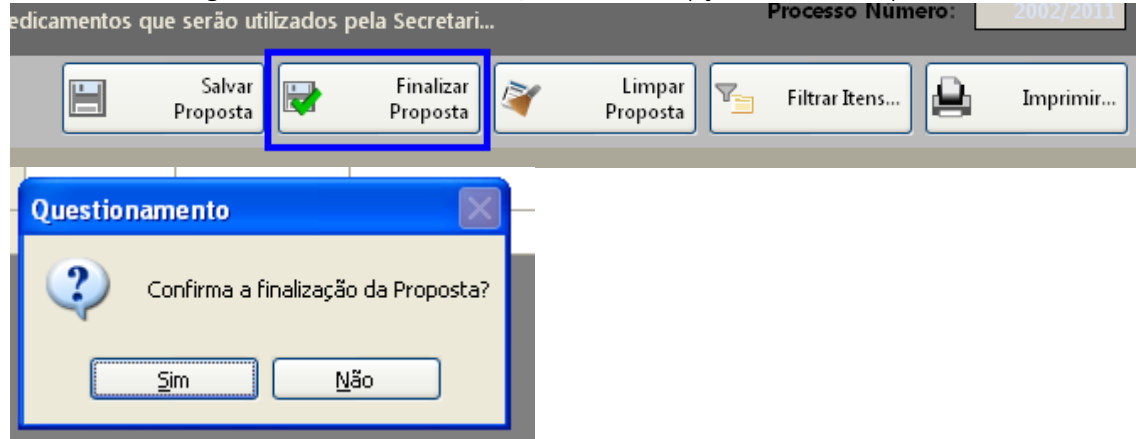 edicamentos que serão utilizados pela Secretari...
Processo Número: 2002/2011
Salvar
Proposta
Finalizar
Proposta
Limpar
Proposta
Filtrar Itens...
Imprimir...
Questionamento
Confirma a finalização da Proposta?
Sim
Não